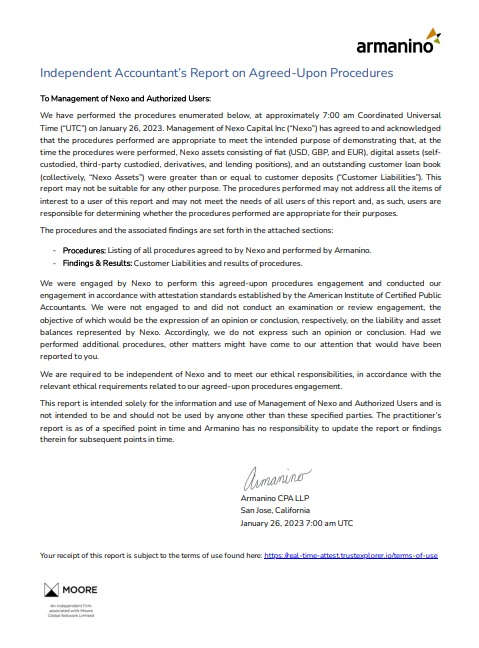 armanino
Independent Accountant's Report on Agreed-Upon Procedures
To Management of Nexo and Authorized Users:
We have performed the procedures enumerated below, at approximately 7:00 am Coordinated Universal
Time ("UTC") on January 26, 2023. Management of Nexo Capital Inc ("Nexo") has agreed to and acknowledged
that the procedures performed are appropriate to meet the intended purpose of demonstrating that, at the
time the procedures were performed, Nexo assets consisting of fiat (USD, GBP, and EUR), digital assets (self-
custodied, third-party custodied, derivatives, and lending positions), and an outstanding customer loan book
(collectively, "Nexo Assets") were greater than or equal to customer deposits ("Customer Liabilities"). This
report may not be suitable for any other purpose. The procedures performed may not address all the items of
interest to a user of this report and may not meet the needs of all users of this report and, as such, users are
responsible for determining whether the procedures performed are appropriate for their purposes.
The procedures and the associated findings are set forth in the attached sections:
- Procedures: Listing of all procedures agreed to by Nexo and performed by Armanino.
- Findings & Results: Customer Liabilities and results of procedures.
We were engaged by Nexo to perform this agreed-upon procedures engagement and conducted our
engagement in accordance with attestation standards established by the American Institute of Certified Public
Accountants. We were not engaged to and did not conduct an examination or review engagement, the
objective of which would be the expression of an opinion or conclusion, respectively, on the liability and asset
balances represented by Nexo. Accordingly, we do not express such an opinion or conclusion. Had we
performed additional procedures, other matters might have come to our attention that would have been
reported to you.
We are required to be independent of Nexo and to meet our ethical responsibilities, in accordance with the
relevant ethical requirements related to our agreed-upon procedures engagement.
This report is intended solely for the information and use of Management of Nexo and Authorized Users and is
not intended to be and should not be used by anyone other than these specified parties. The practitioner's
report is as of a specified point in time and Armanino has no responsibility to update the report or findings
therein for subsequent points in time.
Armanino
Armanino CPA LLP
San Jose, California
January 26, 2023 7:00 am UTC
Your receipt of this report is subject to the terms of use found here: https://real-time-attest.trustexplorer.io/terms-of-use
MOORE
An independent firm
associated with Moore
Global Network Limited